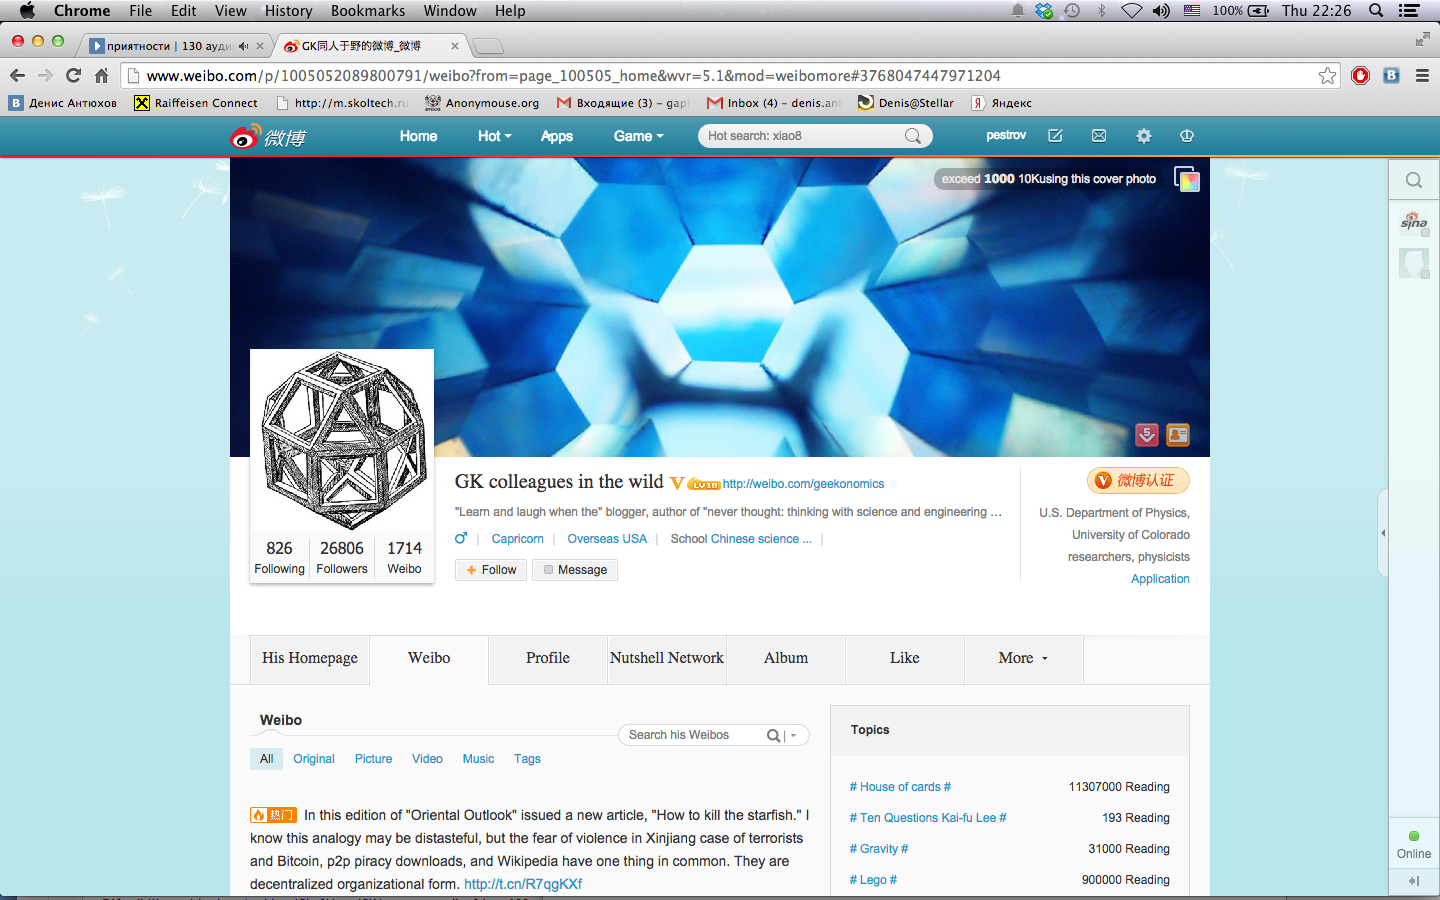 Chrome File Edit View History Bookmarks Window Help 100% Thu 22:26
приятности | 130 ауди
GK同人于野的微博_微博
www.weibo.com/p/1005052089800791/weibo?from=page_100505_home&wvr=5.1&mod=weibomore#3768047447971204
B Денис Антюхов Raiffeisen Connect http://m.skoltech.ru Anonymouse.org Входящие (3) – gap Inbox (4) – denis.ant Denis@Stellar Яндекс
微博 Home Hot Apps Game Hot search: xiao8 pestrov
exceed 1000 10Kusing this cover photo
sina
5
GK colleagues in the wild V LV.10 http://weibo.com/geekonomics
V 微博认证
"Learn and laugh when the" blogger, author of "never thought: thinking with science and engineering ...
U.S. Department of Physics,
University of Colorado
researchers, physicists
Application
Capricorn | Overseas USA | School Chinese science ... |
+ Follow Message
826 26806 1714
Following Followers Weibo
His Homepage Weibo Profile Nutshell Network Album Like More
Weibo
Search his Weibos
All Original Picture Video Music Tags
热门 In this edition of "Oriental Outlook" issued a new article, "How to kill the starfish." I
know this analogy may be distasteful, but the fear of violence in Xinjiang case of terrorists
and Bitcoin, p2p piracy downloads, and Wikipedia have one thing in common. They are
decentralized organizational form. http://t.cn/R7qgKXf
Topics
# House of cards # 11307000 Reading
# Ten Questions Kai-fu Lee # 193 Reading
# Gravity # 31000 Reading
# Lego # 900000 Reading
Online